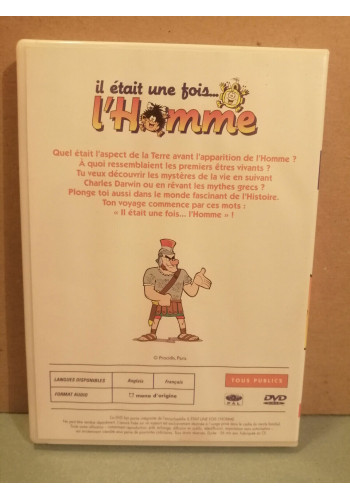 il était une fois...
l'Homme
Quel était l'aspect de la Terre avant l'apparition de l'Homme ?
À quoi ressemblaient les premiers êtres vivants ?
Tu veux découvrir les mystères de la vie en suivant
Charles Darwin ou en rêvant les mythes grecs ?
Plonge toi aussi dans le monde fascinant de l'Histoire.
Ton voyage commence par ces mots :
« Il était une fois... l'Homme » !
© Procidis, Paris
LANGUES DISPONIBLES Anglais Français
FORMAT AUDIO mono d'origine
TOUS PUBLICS
PAL DVD